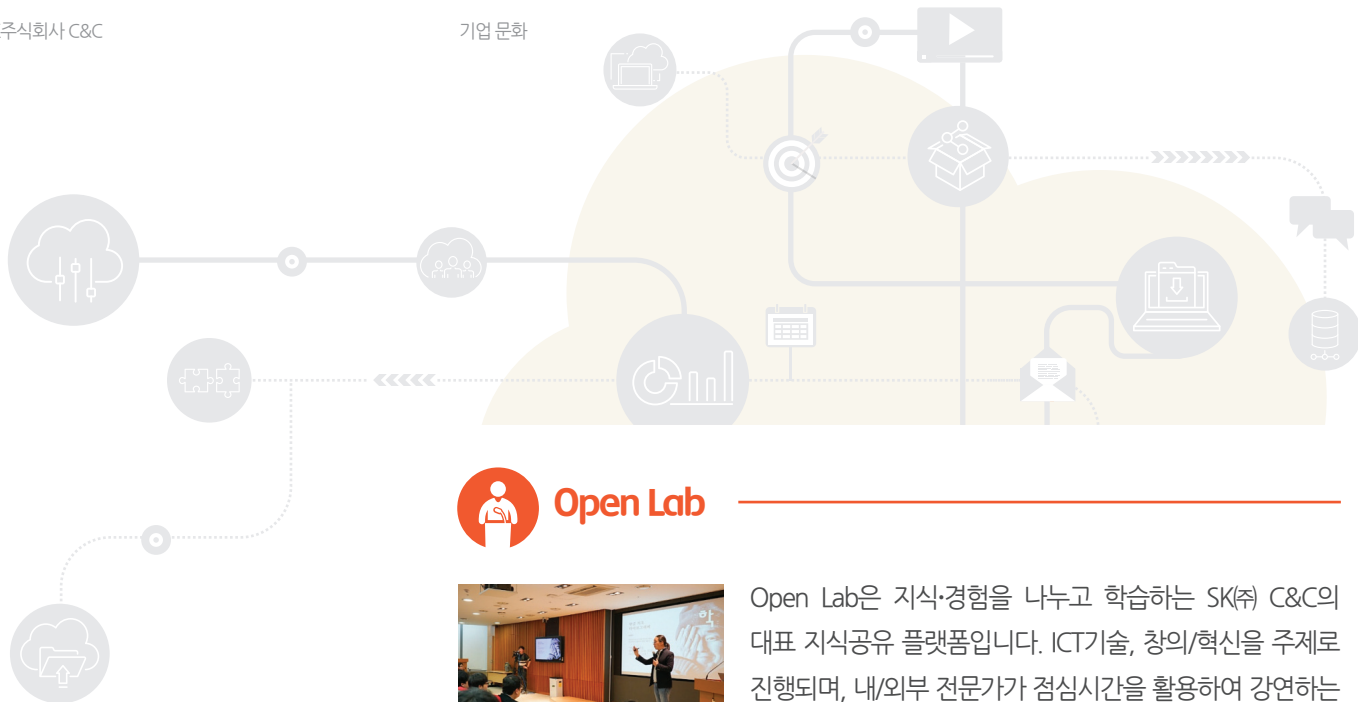 주식회사 C&C
기업 문화
Open Lab
Open Lab은 지식•경험을 나누고 학습하는 SK㈜ C&C의
대표 지식공유 플랫폼입니다. ICT기술, 창의/혁신을 주제로
진행되며, 내/외부 전문가가 점심시간을 활용하여 강연하는